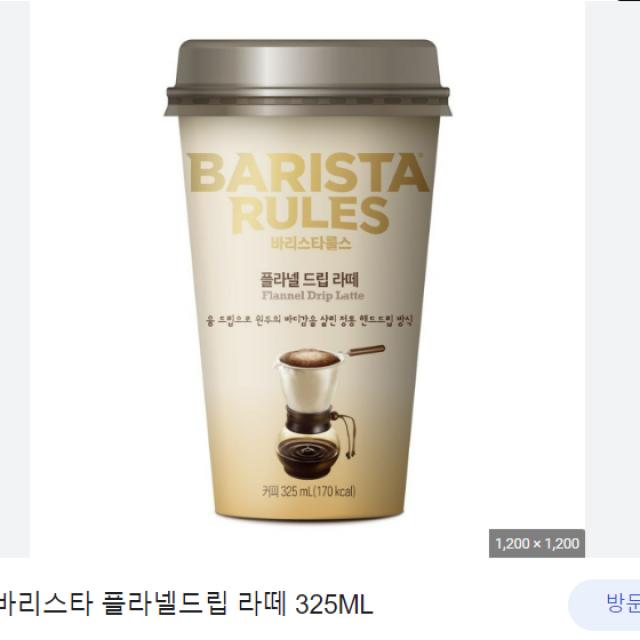 BARISTA
RULES
바리스타룰스
플라넬 드립 라떼
Flannel Drip Latte
융 드립으로 원두의 바디감을 살린 정통 핸드드립 방식
커피 325 mL(170 kcal)
1,200 × 1,200
바리스타 플라넬드립 라떼 325ML
방문